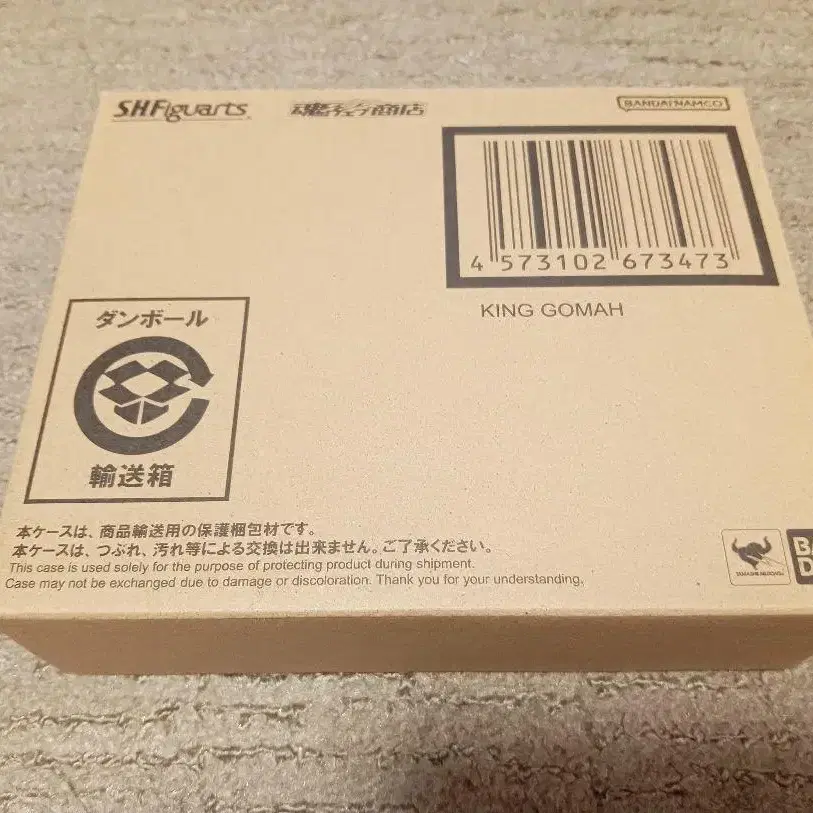 S.H.Figuarts
魂ウェブ商店
BANDAI NAMCO
4 573102 673473
KING GOMAH
ダンボール
輸送箱
本ケースは、商品輸送用の保護梱包材です。
本ケースは、つぶれ、汚れ等による交換は出来ません。ご了承ください。
This case is used solely for the purpose of protecting product during shipment.
Case may not be exchanged due to damage or discoloration. Thank you for your understanding.
TAMASHII NATIONS
BA